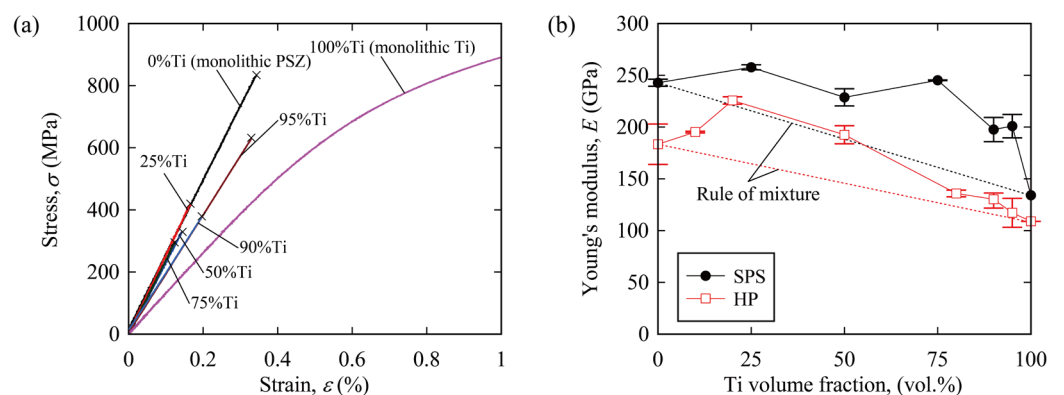 (a)
1000
800
600
400
200
0
0
0.2
0.4
0.6
0.8
1
Stress, σ (MPa)
Strain, ε (%)
100%Ti (monolithic Ti)
0%Ti (monolithic PSZ)
95%Ti
25%Ti
90%Ti
50%Ti
75%Ti
(b)
300
250
200
150
100
50
0
0
25
50
75
100
Young's modulus, E (GPa)
Ti volume fraction, (vol.%)
Rule of mixture
SPS
HP